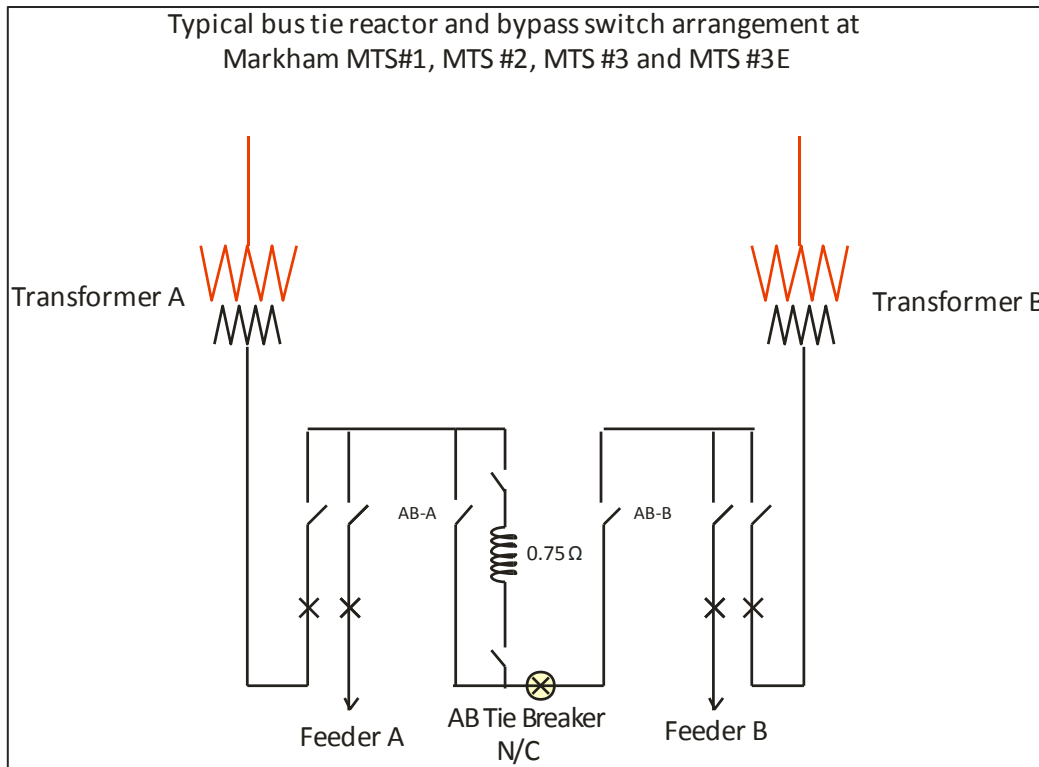 Typical bus tie reactor and bypass switch arrangement at
Markham MTS#1, MTS #2, MTS #3 and MTS #3E
Transformer A
Transformer B
AB-A
AB-B
0.75 Ω
AB Tie Breaker
N/C
Feeder A
Feeder B